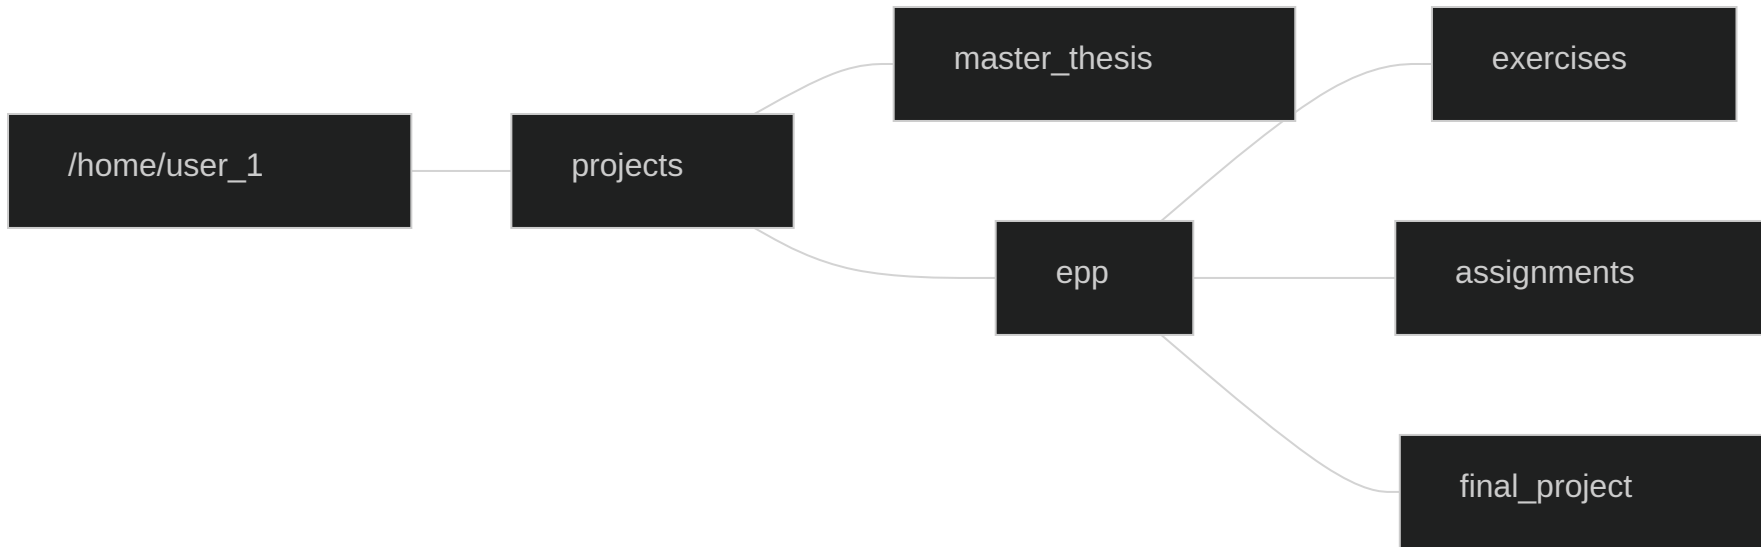 /home/user_1
projects
master_thesis
epp
exercises
assignments
final_project